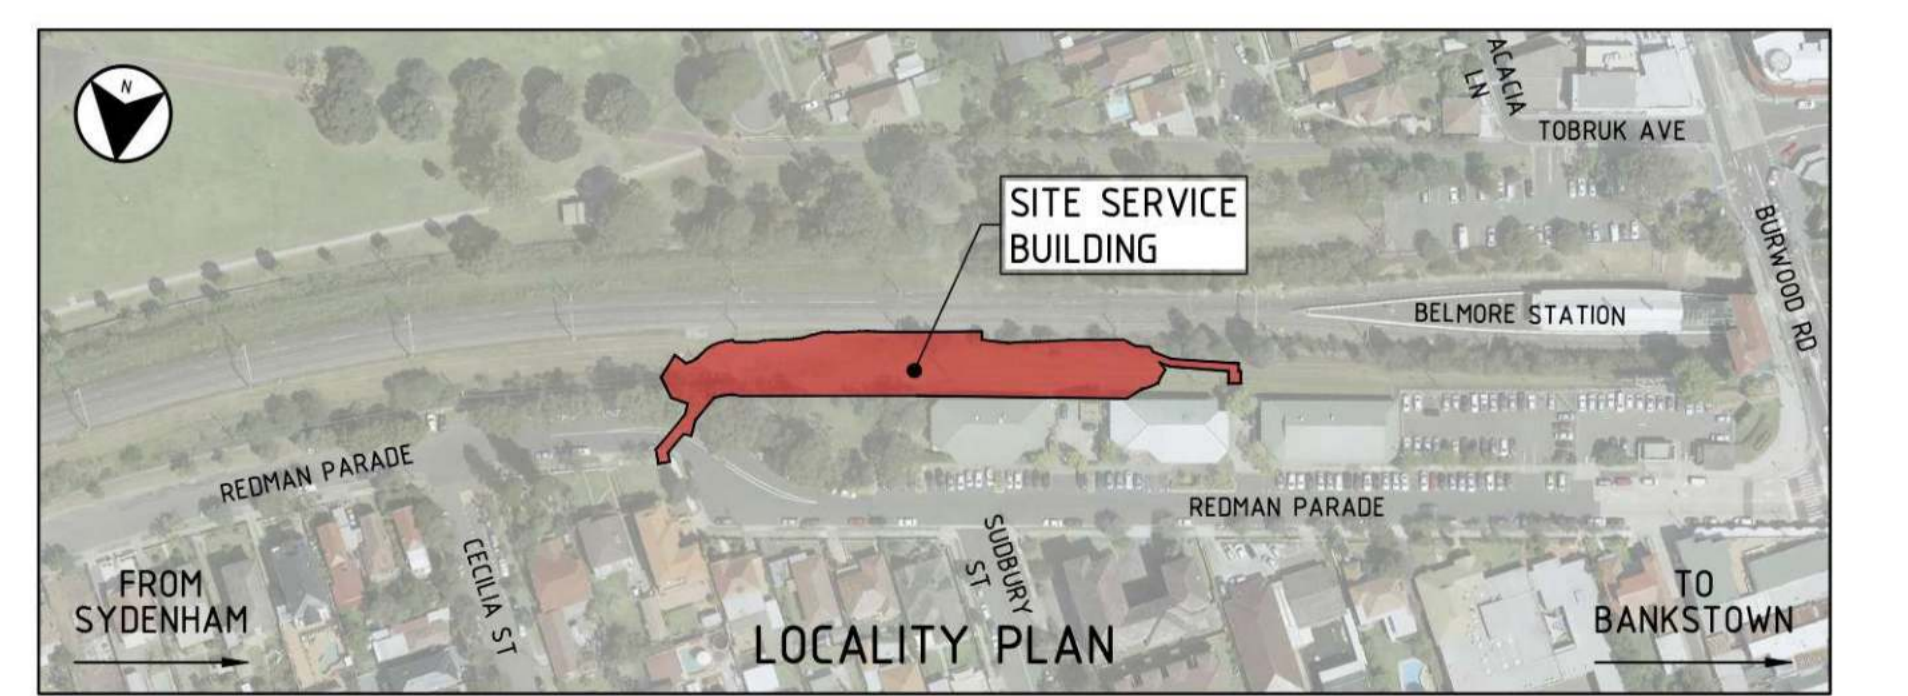 N
ACACIA
LN
TOBRUK AVE
SITE SERVICE
BUILDING
BURWOOD RD
BELMORE STATION
REDMAN PARADE
REDMAN PARADE
CECILIA ST
SUDBURY
ST
FROM
SYDENHAM
LOCALITY PLAN
TO
BANKSTOWN